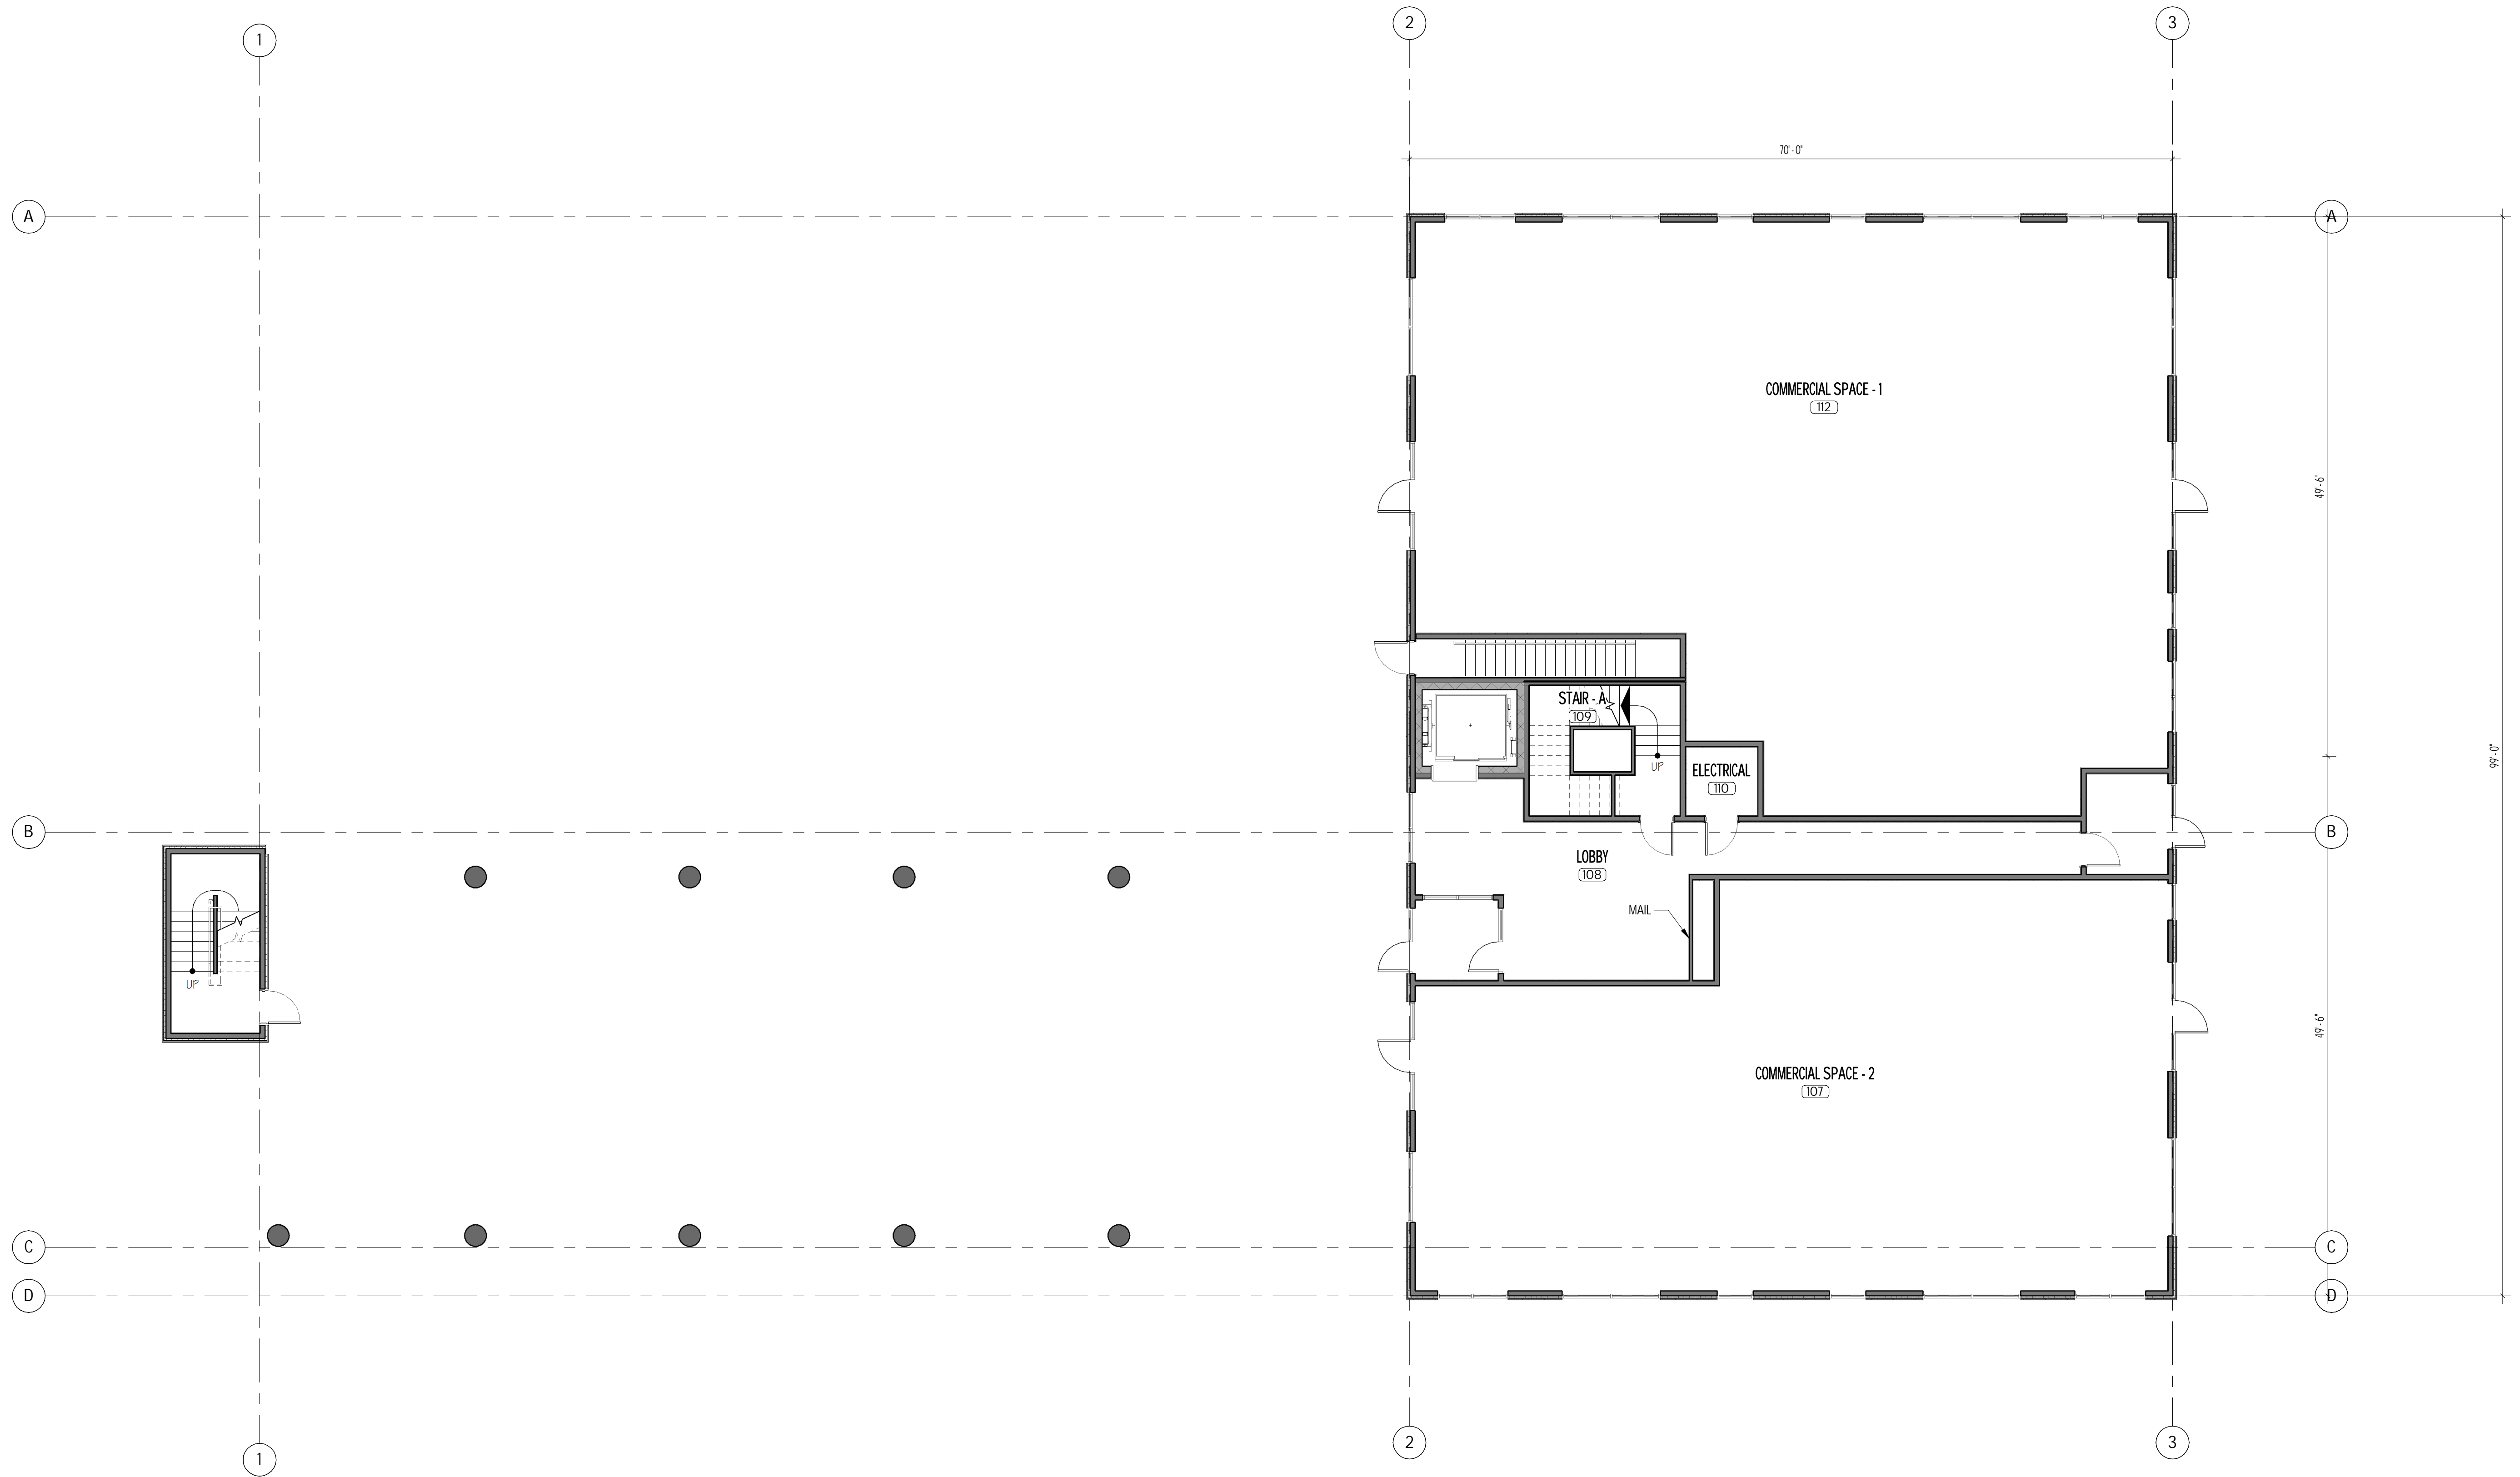 2
3
1
70' - 0"
A
A
COMMERCIAL SPACE - 1
112
49' - 6"
STAIR - A
109
UP
ELECTRICAL
110
99' - 0"
B
B
LOBBY
108
MAIL
UP
49' - 6"
COMMERCIAL SPACE - 2
107
C
C
D
D
2
3
1